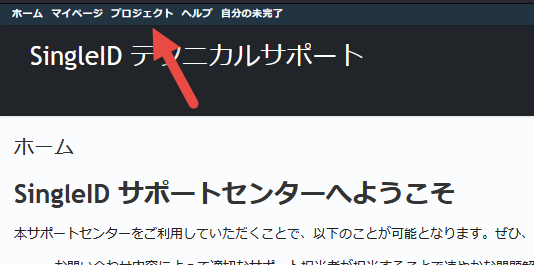 ホーム マイページ プロジェクト ヘルプ 自分の未完了
SingleID テクニカルサポート
ホーム
SingleID サポートセンターへようこそ
本サポートセンターをご利用していただくことで、以下のことが可能となります。ぜひ、